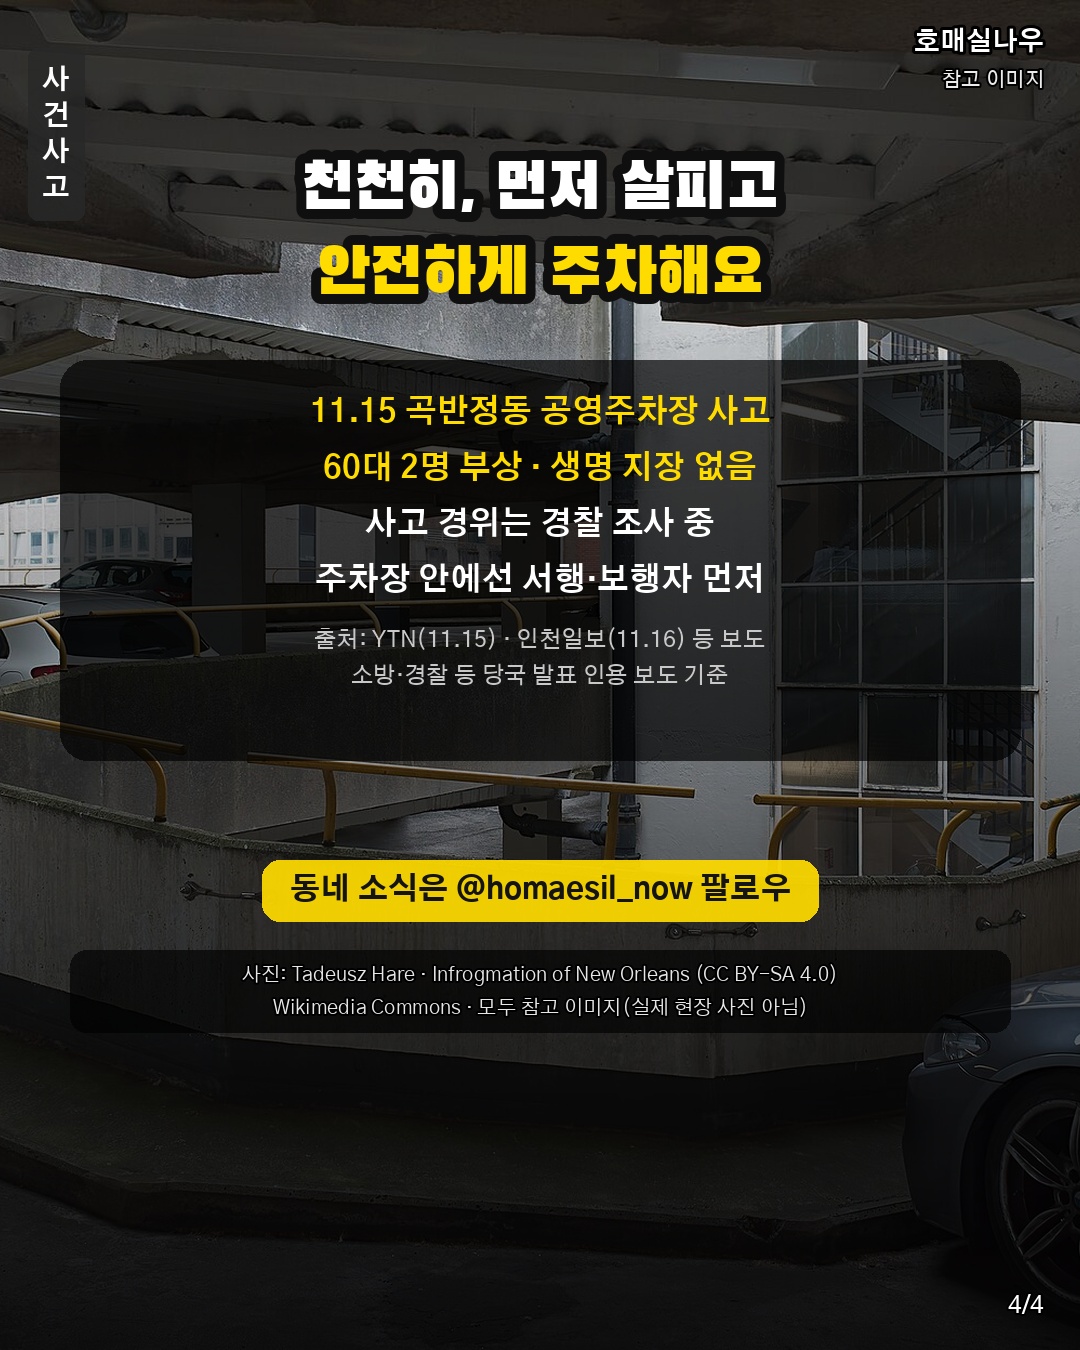 사건사고
호매실나우
참고 이미지
천천히, 먼저 살피고
안전하게 주차해요
11.15 곡반정동 공영주차장 사고
60대 2명 부상 · 생명 지장 없음
사고 경위는 경찰 조사 중
주차장 안에선 서행·보행자 먼저
출처: YTN(11.15) · 인천일보(11.16) 등 보도
소방·경찰 등 당국 발표 인용 보도 기준
동네 소식은 @homaesil_now 팔로우
사진: Tadeusz Hare · Infrogmation of New Orleans (CC BY-SA 4.0)
Wikimedia Commons · 모두 참고 이미지(실제 현장 사진 아님)
4/4